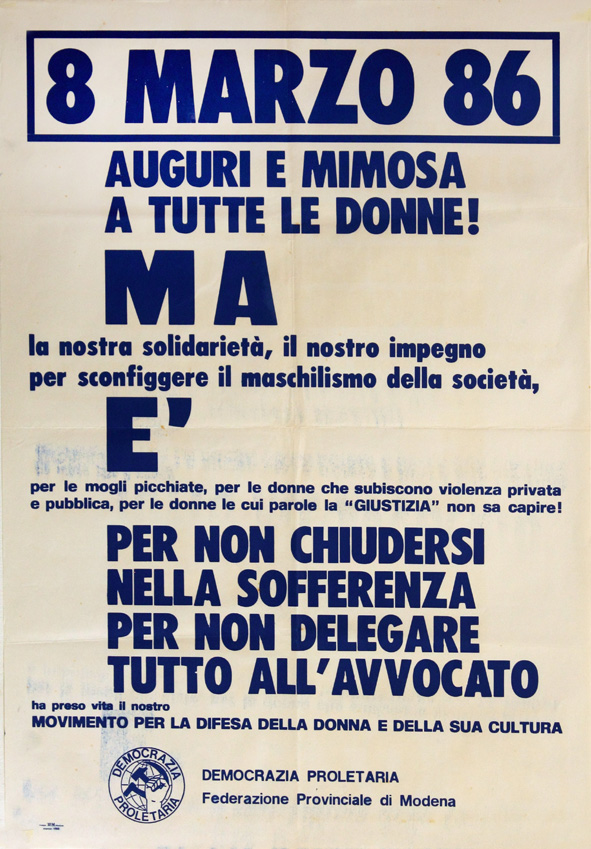 8 MARZO 86
AUGURI E MIMOSA
A TUTTE LE DONNE!
MA
la nostra solidarietà, il nostro impegno
per sconfiggere il maschilismo della società,
E'
per le mogli picchiate, per le donne che subiscono violenza privata
e pubblica, per le donne le cui parole la "GIUSTIZIA" non sa capire!
PER NON CHIUDERSI
NELLA SOFFERENZA
PER NON DELEGARE
TUTTO ALL'AVVOCATO
ha preso vita il nostro
MOVIMENTO PER LA DIFESA DELLA DONNA E DELLA SUA CULTURA
DEMOCRAZIA
PROLETARIA
DEMOCRAZIA PROLETARIA
Federazione Provinciale di Modena